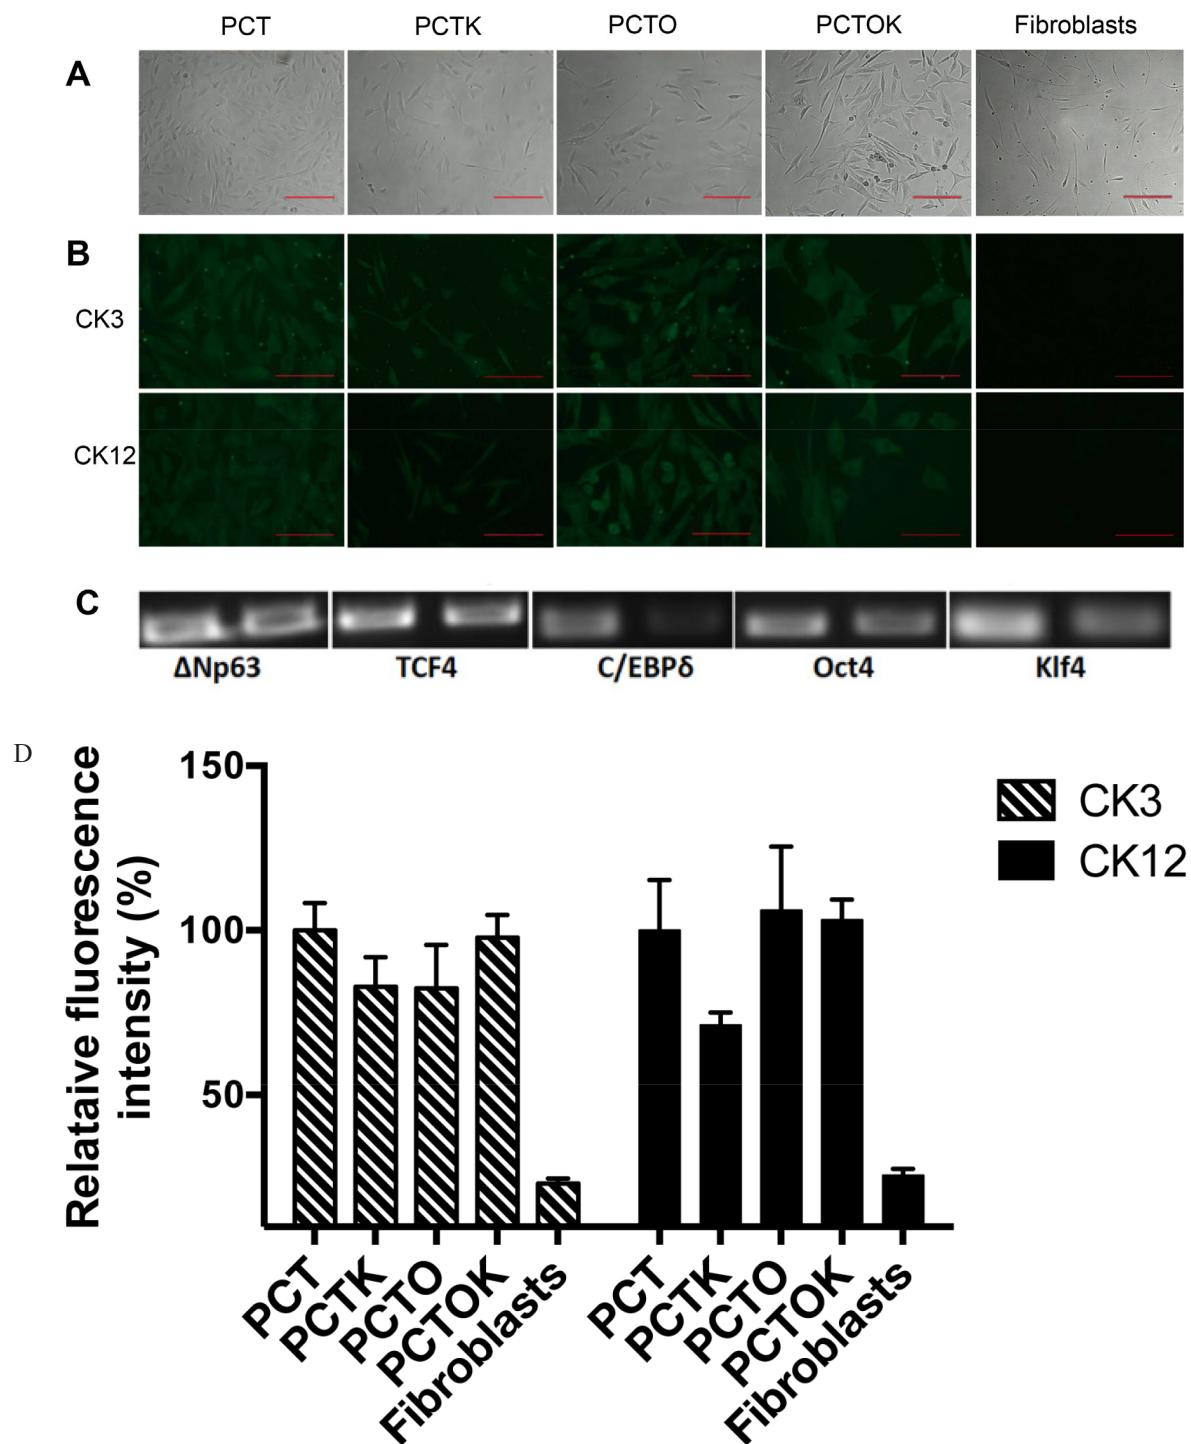 PCT PCTK PCTO PCTOK Fibroblasts
A
B
CK3
CK12
C
ΔNp63 TCF4 C/EBPδ Oct4 Klf4
D
Relataive fluorescence
intensity (%)
150
100
50
CK3
CK12
PCT PCTK PCTO PCTOK Fibroblasts PCT PCTK PCTO PCTOK Fibroblasts